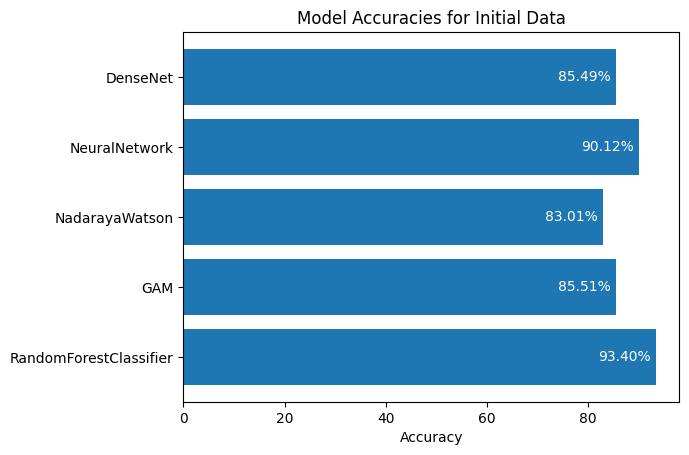 Model Accuracies for Initial Data
DenseNet 85.49%
NeuralNetwork 90.12%
NadarayaWatson 83.01%
GAM 85.51%
RandomForestClassifier 93.40%
0 20 40 60 80
Accuracy